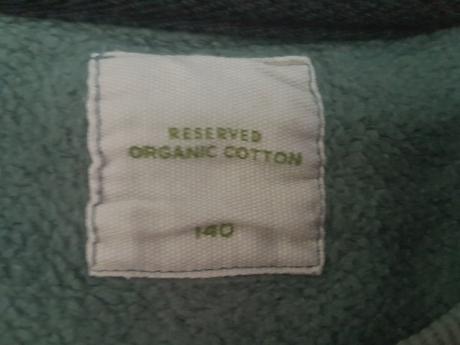 RESERVED
ORGANIC COTTON
140